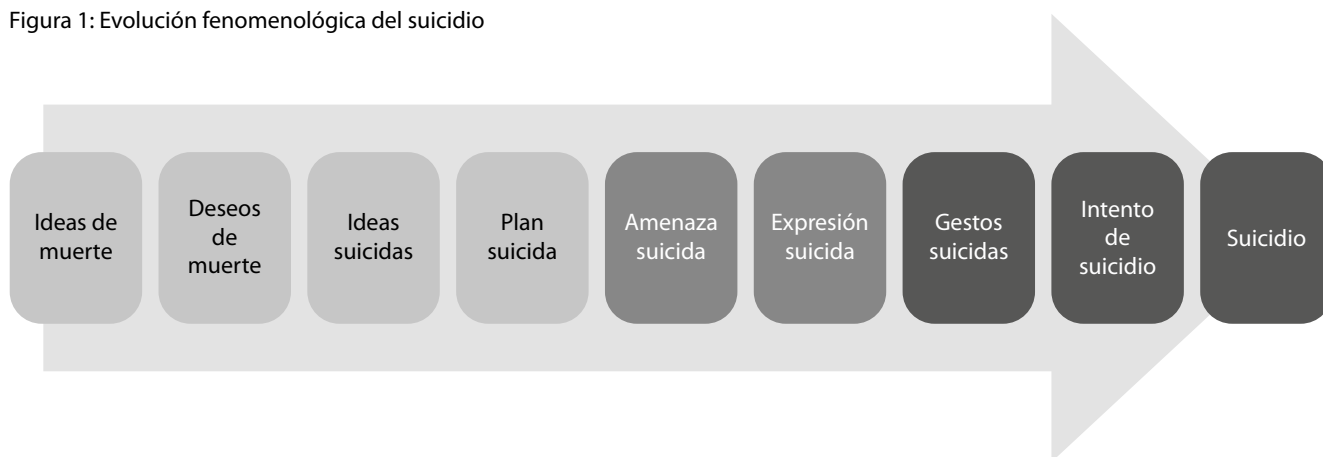 Figura 1: Evolución fenomenológica del suicidio
Ideas de
muerte
Deseos
de
muerte
Ideas
suicidas
Plan
suicida
Amenaza
suicida
Expresión
suicida
Gestos
suicidas
Intento
de
suicidio
Suicidio